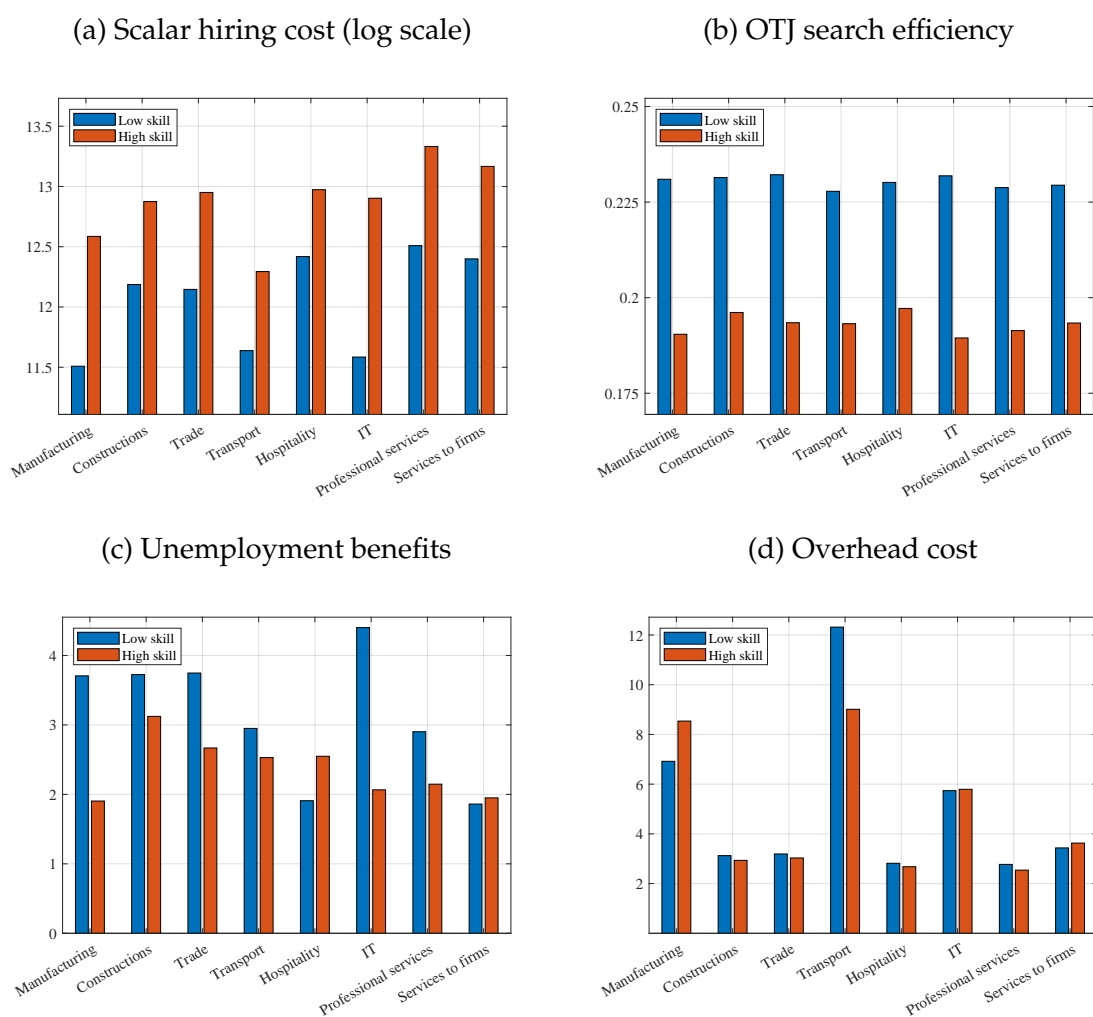 (a) Scalar hiring cost (log scale)
13.5
13
12.5
12
11.5
Low skill
High skill
Manufacturing
Constructions
Trade
Transport
Hospitality
IT
Professional services
Services to firms
(b) OTJ search efficiency
0.25
0.225
0.2
0.175
Low skill
High skill
Manufacturing
Constructions
Trade
Transport
Hospitality
IT
Professional services
Services to firms
(c) Unemployment benefits
4
3
2
1
0
Low skill
High skill
Manufacturing
Constructions
Trade
Transport
Hospitality
IT
Professional services
Services to firms
(d) Overhead cost
12
10
8
6
4
2
Low skill
High skill
Manufacturing
Constructions
Trade
Transport
Hospitality
IT
Professional services
Services to firms